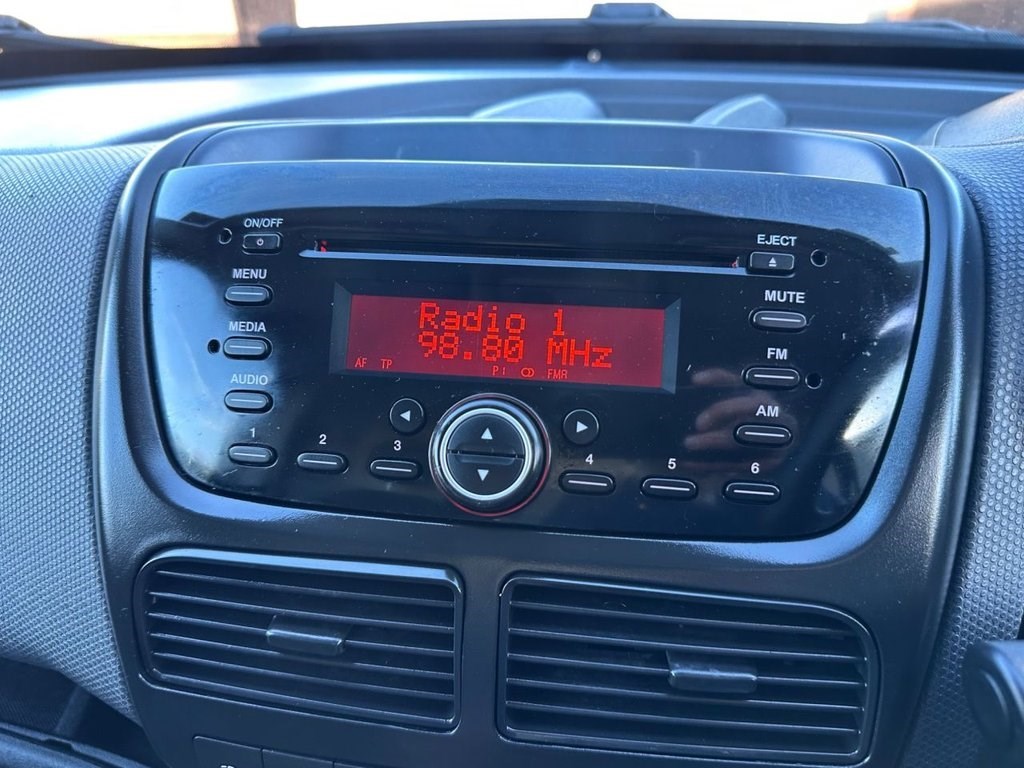 ON/OFF
EJECT
MENU
MUTE
MEDIA
Radio 1
98.80 MHz
AF TP CD
FM
AUDIO
AM
1 2 3 4 5 6